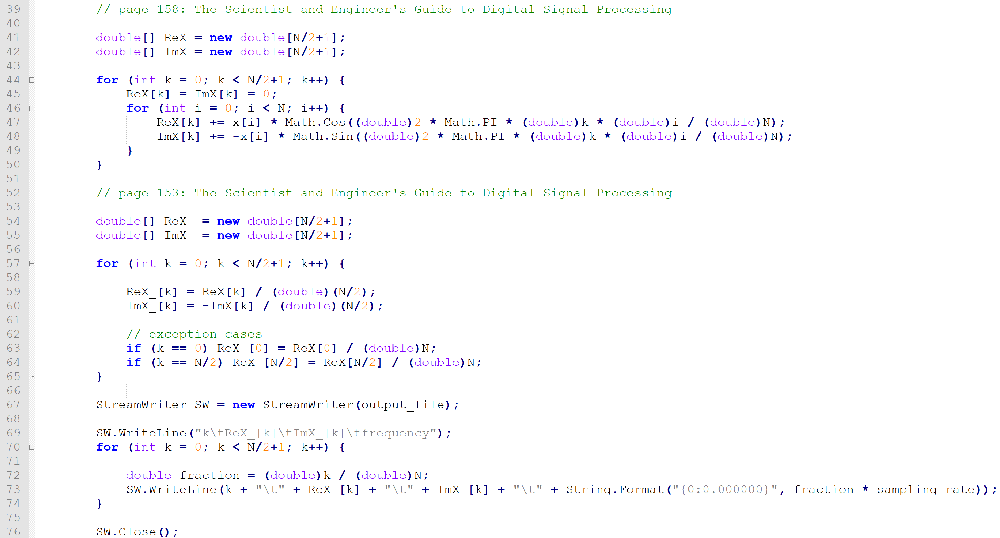 39 // page 158: The Scientist and Engineer's Guide to Digital Signal Processing
40
41 double[] ReX = new double[N/2+1];
42 double[] ImX = new double[N/2+1];
43
44 for (int k = 0; k < N/2+1; k++) {
45 ReX[k] = ImX[k] = 0;
46 for (int i = 0; i < N; i++) {
47 ReX[k] += x[i] * Math.Cos((double)2 * Math.PI * (double)k * (double)i / (double)N);
48 ImX[k] += -x[i] * Math.Sin((double)2 * Math.PI * (double)k * (double)i / (double)N);
49 }
50 }
51
52 // page 153: The Scientist and Engineer's Guide to Digital Signal Processing
53
54 double[] ReX_ = new double[N/2+1];
55 double[] ImX_ = new double[N/2+1];
56
57 for (int k = 0; k < N/2+1; k++) {
58
59 ReX_[k] = ReX[k] / (double)(N/2);
60 ImX_[k] = -ImX[k] / (double)(N/2);
61
62 // exception cases
63 if (k == 0) ReX_[0] = ReX[0] / (double)N;
64 if (k == N/2) ReX_[N/2] = ReX[N/2] / (double)N;
65 }
66
67 StreamWriter SW = new StreamWriter(output_file);
68
69 SW.WriteLine("k\tReX_[k]\tImX_[k]\tfrequency");
70 for (int k = 0; k < N/2+1; k++) {
71
72 double fraction = (double)k / (double)N;
73 SW.WriteLine(k + "\t" + ReX_[k] + "\t" + ImX_[k] + "\t" + String.Format("{0:0.000000}", fraction * sampling_rate));
74 }
75
76 SW.Close();